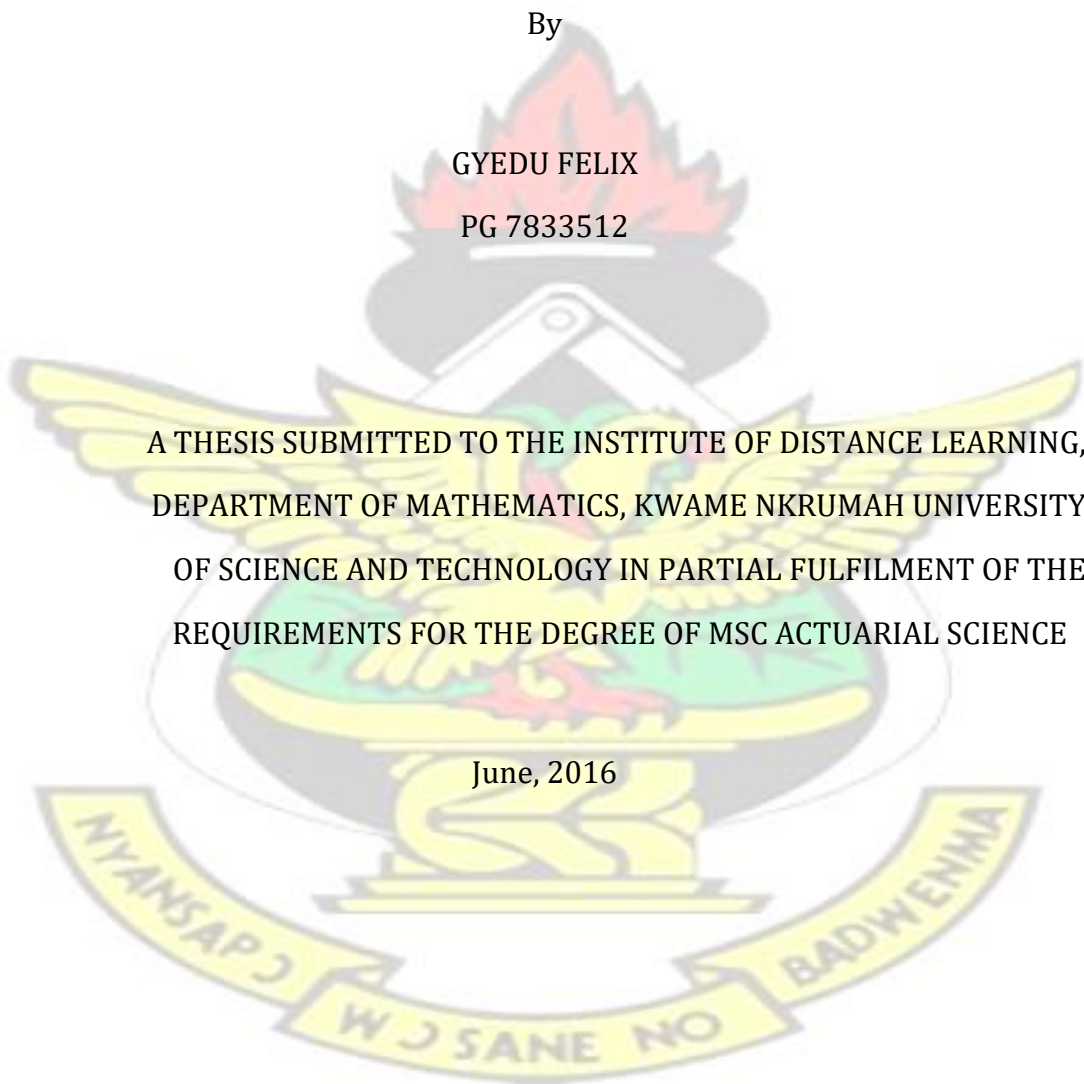 By
GYEDU FELIX
PG 7833512
A THESIS SUBMITTED TO THE INSTITUTE OF DISTANCE LEARNING,
DEPARTMENT OF MATHEMATICS, KWAME NKRUMAH UNIVERSITY
OF SCIENCE AND TECHNOLOGY IN PARTIAL FULFILMENT OF THE
REQUIREMENTS FOR THE DEGREE OF MSC ACTUARIAL SCIENCE
June, 2016
NYANSAPƆ WƆ SANE NO BADWENMA